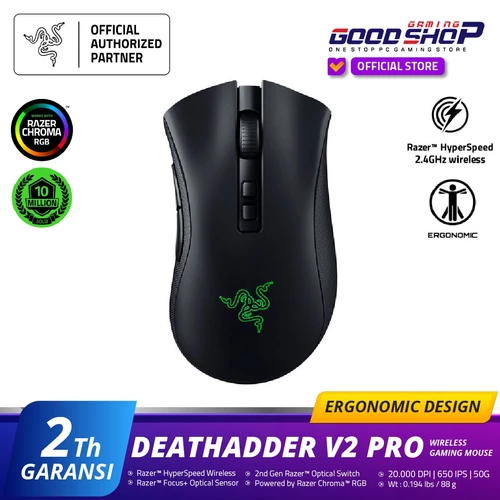 OFFICIAL
AUTHORIZED
PARTNER
GAMING
GOODSHOP
ONE STOP PC GAMING STORE
OFFICIAL STORE
WORKS WITH
RAZER
CHROMA
RGB
10
MILLION
Razer™ HyperSpeed
2.4GHz wireless
ERGONOMIC
ERGONOMIC DESIGN
2Th
GARANSI
DEATHADDER V2 PRO
WIRELESS
GAMING MOUSE
• Razer™ HyperSpeed Wireless
• Razer™ Focus+ Optical Sensor
• 2nd Gen Razer™ Optical Switch
• Powered by Razer Chroma™ RGB
• 20.000 DPI | 650 IPS | 50G
• Wt : 0.194 lbs / 88 g